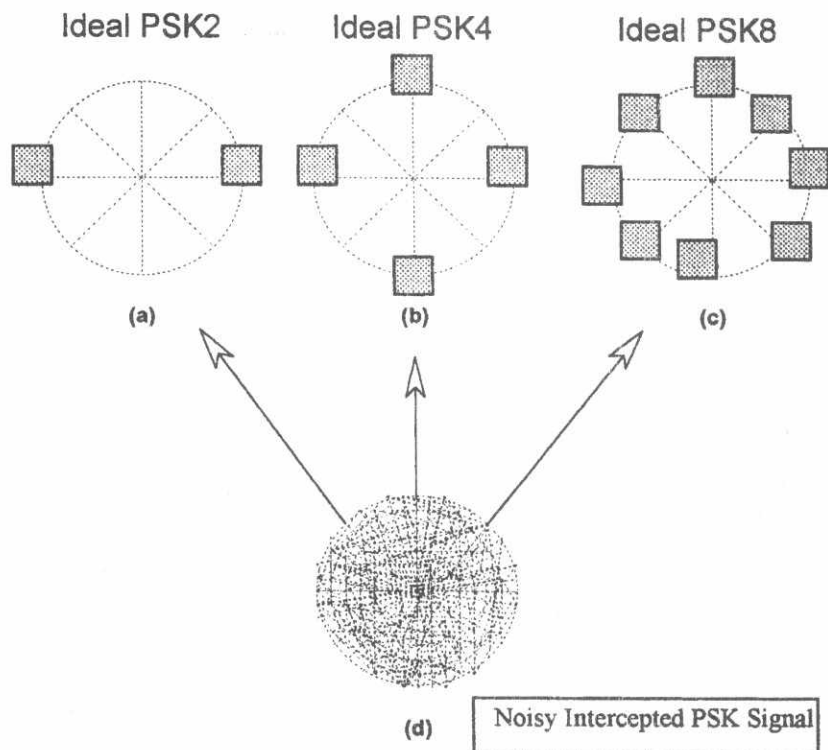 Ideal PSK2
Ideal PSK4
Ideal PSK8
(a)
(b)
(c)
(d)
Noisy Intercepted PSK Signal